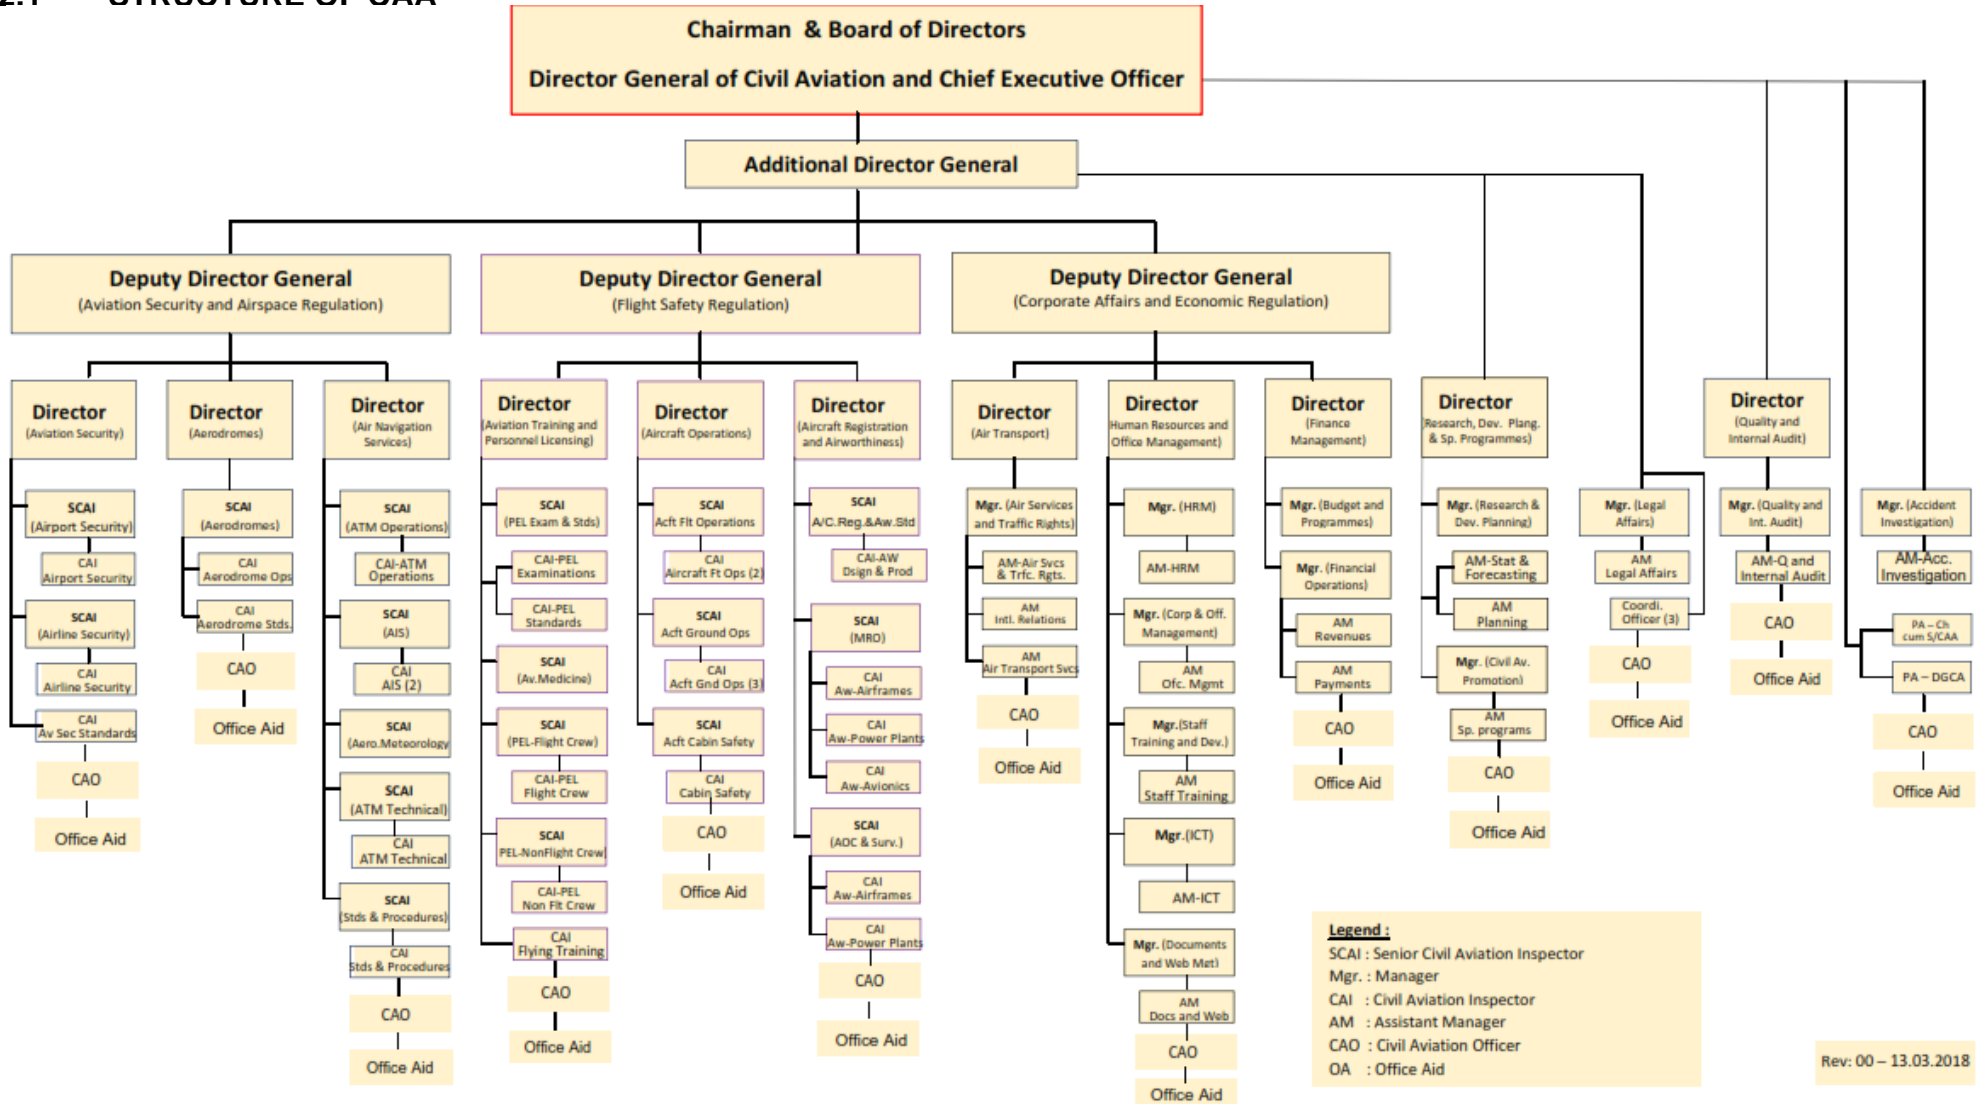 STRUCTURE OF CAA
Chairman & Board of Directors
Director General of Civil Aviation and Chief Executive Officer
Additional Director General
Deputy Director General
(Aviation Security and Airspace Regulation)
Deputy Director General
(Flight Safety Regulation)
Deputy Director General
(Corporate Affairs and Economic Regulation)
Director
(Aviation Security)
SCAI
(Airport Security)
CAI
Airport Security
SCAI
(Airline Security)
CAI
Airline Security
CAI
Av Sec Standards
CAO
Office Aid
Director
(Aerodromes)
SCAI
(Aerodromes)
CAI
Aerodrome Ops
CAI
Aerodrome Stds.
CAO
Office Aid
Director
(Air Navigation
Services)
SCAI
(ATM Operations)
CAI-ATM
Operations
SCAI
(AIS)
CAI
AIS (2)
SCAI
(Aero.Meteorology
SCAI
(ATM Technical)
CAI
ATM Technical
SCAI
(Stds & Procedures)
CAI
Stds & Procedures
CAO
Office Aid
Director
(Aviation Training and
Personnel Licensing)
SCAI
(PEL Exam & Stds)
CAI-PEL
Examinations
CAI-PEL
Standards
SCAI
(Av.Medicine)
SCAI
(PEL-Flight Crew)
CAI-PEL
Flight Crew
SCAI
PEL-NonFlight Crew)
CAI-PEL
Non Flt Crew
CAI
Flying Training
CAO
Office Aid
Director
(Aircraft Operations)
SCAI
Acft Flt Operations
CAI
Aircraft Ft Ops (2)
SCAI
Acft Ground Ops
CAI
Acft Gnd Ops (3)
SCAI
Acft Cabin Safety
CAI
Cabin Safety
CAO
Office Aid
Director
(Aircraft Registration
and Airworthiness)
SCAI
A/C.Reg.&Aw.Std
CAI-AW
Dsign & Prod
SCAI
(MRO)
CAI
Aw-Airframes
CAI
Aw-Power Plants
CAI
Aw-Avionics
SCAI
(AOC & Surv.)
CAI
Aw-Airframes
CAI
Aw-Power Plants
CAO
Office Aid
Director
(Air Transport)
Mgr. (Air Services
and Traffic Rights)
AM-Air Svcs
& Trfc. Rgts.
AM
Intl. Relations
AM
Air Transport Svcs
CAO
Office Aid
Director
Human Resources and
Office Management)
Mgr. (HRM)
AM-HRM
Mgr. (Corp & Off.
Management)
AM
Ofc. Mgmt
Mgr.(Staff
Training and Dev.)
AM
Staff Training
Mgr.(ICT)
AM-ICT
Mgr. (Documents
and Web Met)
AM
Docs and Web
CAO
Office Aid
Director
(Finance
Management)
Mgr. (Budget and
Programmes)
Mgr. (Financial
Operations)
AM
Revenues
AM
Payments
CAO
Office Aid
Director
(Research, Dev. Plang.
& Sp. Programmes)
Mgr. (Research &
Dev. Planning)
AM-Stat &
Forecasting
AM
Planning
Mgr. (Civil Av.
Promotion)
AM
Sp. programs
CAO
Office Aid
Mgr. (Legal
Affairs)
AM
Legal Affairs
Coordi.
Officer (3)
CAO
Office Aid
Director
(Quality and
Internal Audit)
Mgr. (Quality and
Int. Audit)
AM-Q and
Internal Audit
CAO
Office Aid
Mgr. (Accident
Investigation)
AM-Acc.
Investigation
PA – Ch
cum S/CAA
PA – DGCA
CAO
Office Aid
Legend :
SCAI : Senior Civil Aviation Inspector
Mgr. : Manager
CAI : Civil Aviation Inspector
AM : Assistant Manager
CAO : Civil Aviation Officer
OA : Office Aid
Rev: 00 – 13.03.2018